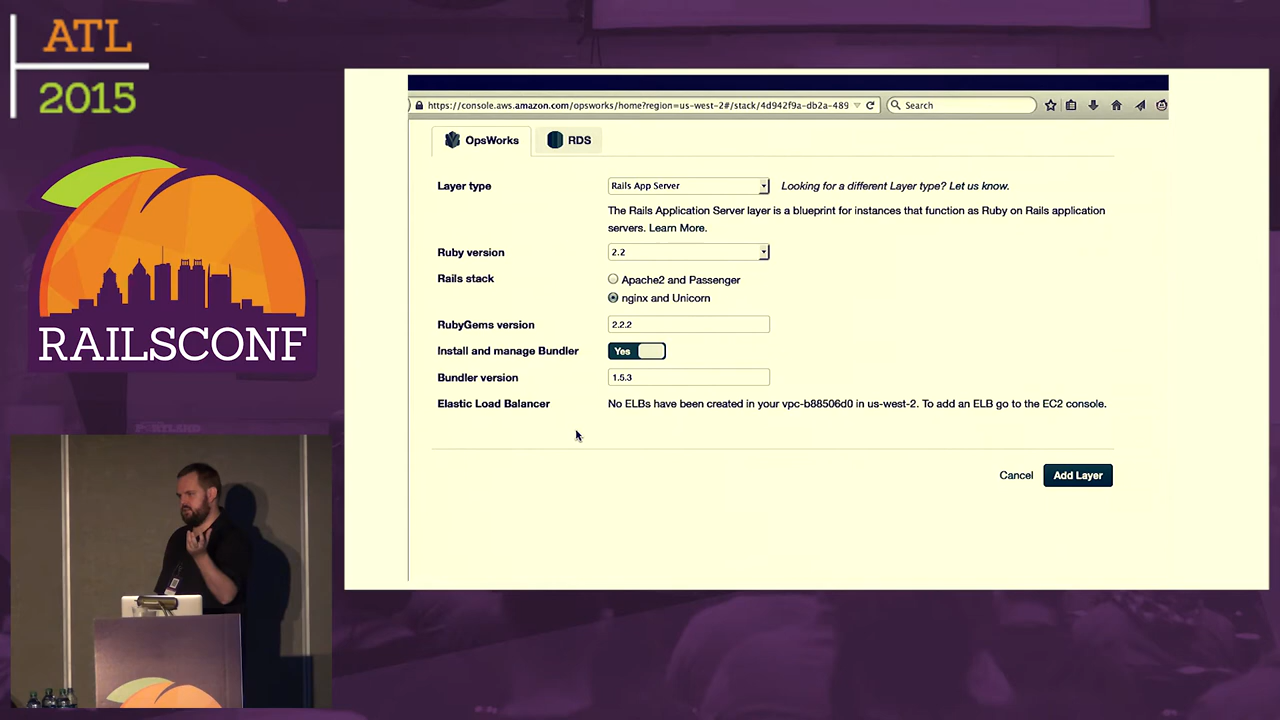 ATL
2015
RAILSCONF
https://console.aws.amazon.com/opsworks/home?region=us-west-2#/stack/4d942f9a-db2a-489
Search
OpsWorks
RDS
Layer type
Rails App Server
Looking for a different Layer type? Let us know.
The Rails Application Server layer is a blueprint for instances that function as Ruby on Rails application
servers. Learn More.
Ruby version
2.2
Rails stack
Apache2 and Passenger
nginx and Unicorn
RubyGems version
2.2.2
Install and manage Bundler
Yes
Bundler version
1.5.3
Elastic Load Balancer
No ELBs have been created in your vpc-b88506d0 in us-west-2. To add an ELB go to the EC2 console.
Cancel
Add Layer